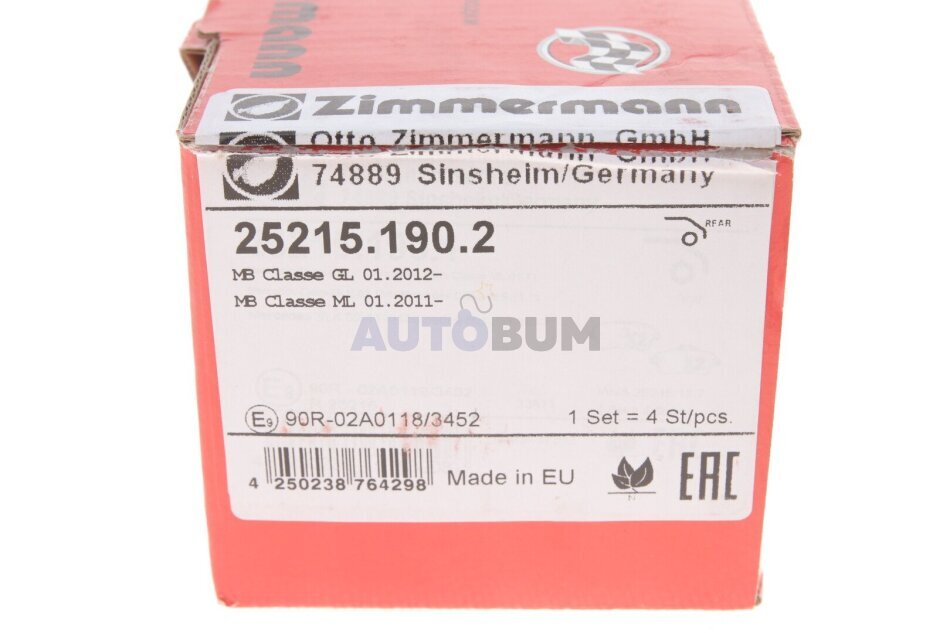 Zimmermann
Otto Zimmermann GmbH
74889 Sinsheim/Germany
25215.190.2
REAR
MB Classe GL 01.2012-
MB Classe ML 01.2011-
AUTOBUM
E9 90R-02A0118/3452
1 Set = 4 St/pcs.
4 250238 764298
Made in EU
N
EAC